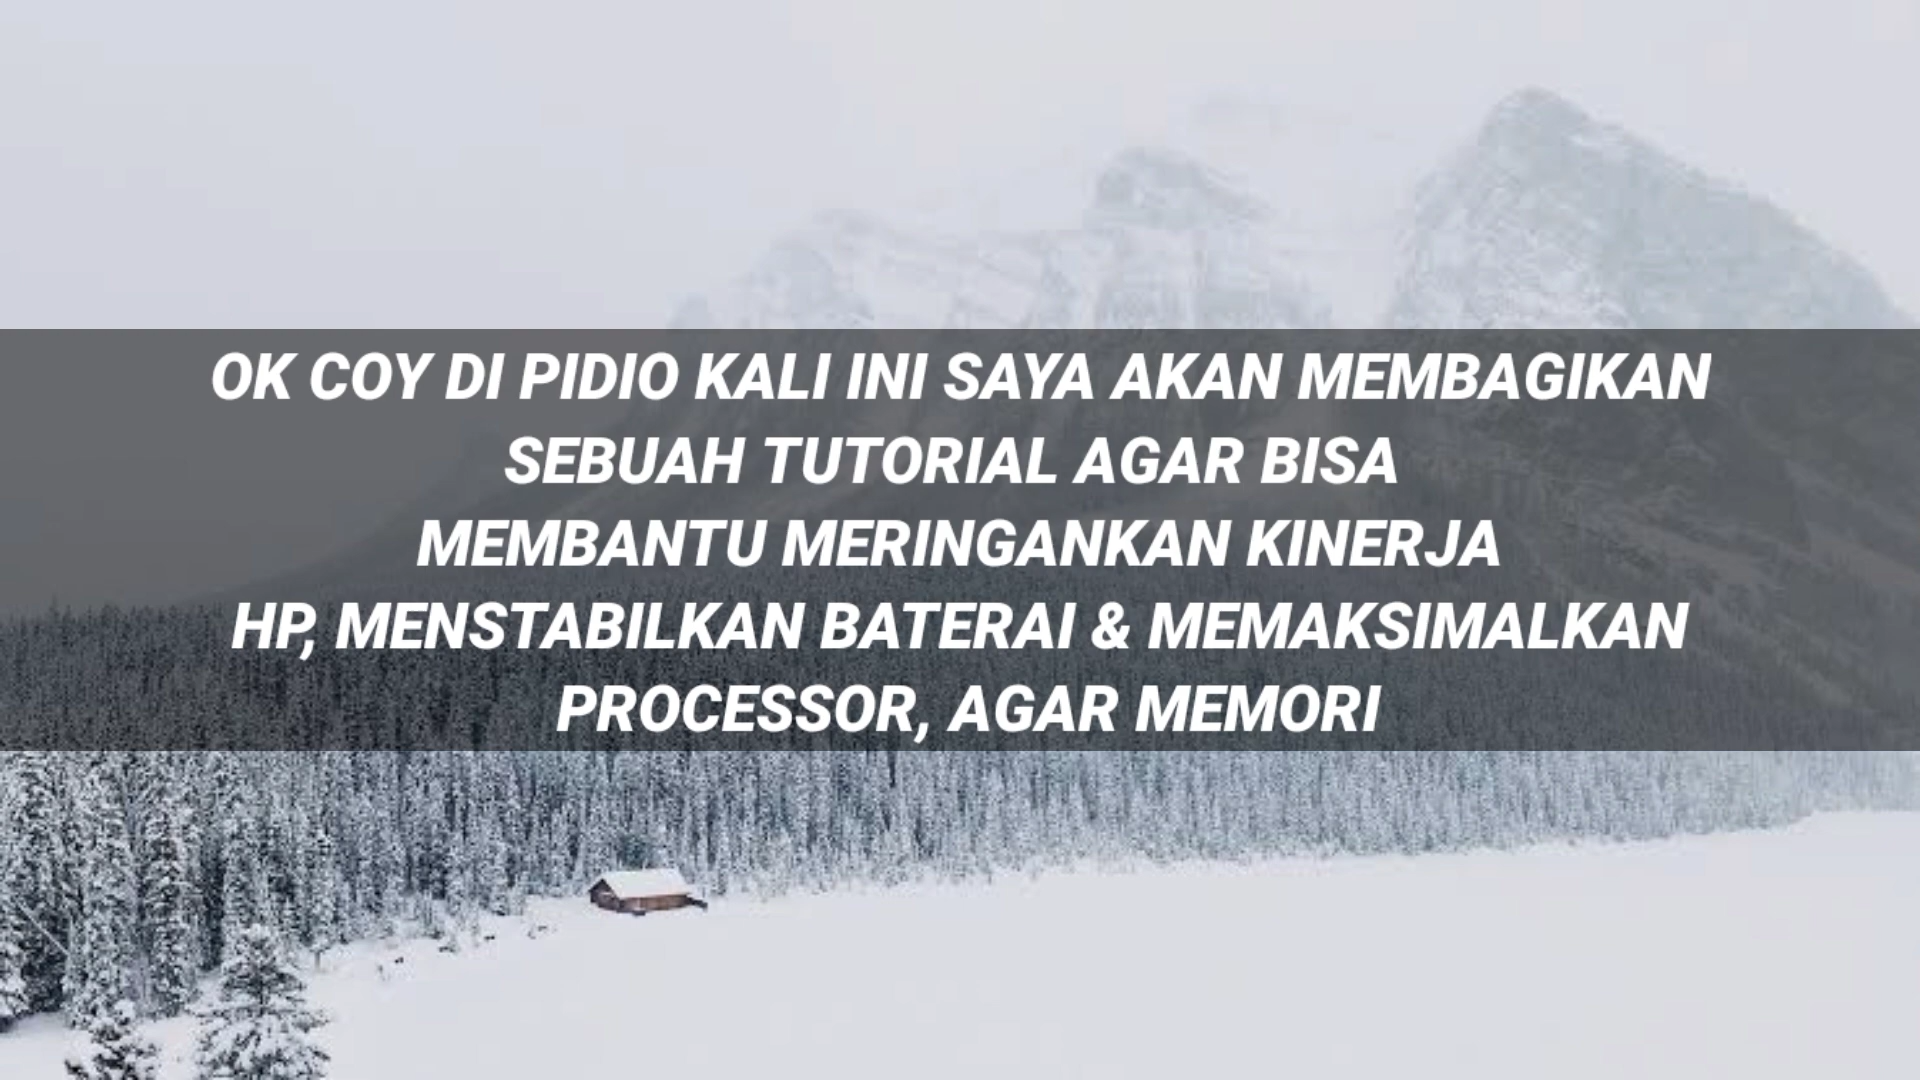 OK COY DI PIDIO KALI INI SAYA AKAN MEMBAGIKAN
SEBUAH TUTORIAL AGAR BISA
MEMBANTU MERINGANKAN KINERJA
HP, MENSTABILKAN BATERAI & MEMAKSIMALKAN
PROCESSOR, AGAR MEMORI